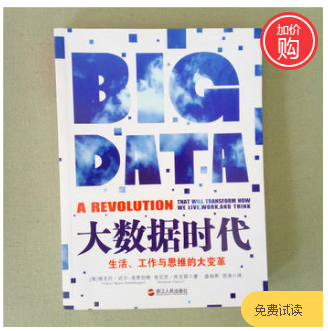 加价
购
BIG
DATA
A REVOLUTION
THAT WILL TRANSFORM HOW
WE LIVE,WORK,AND THINK
大数据时代
生活、工作与思维的大变革
浙江人民出版社
免费试读